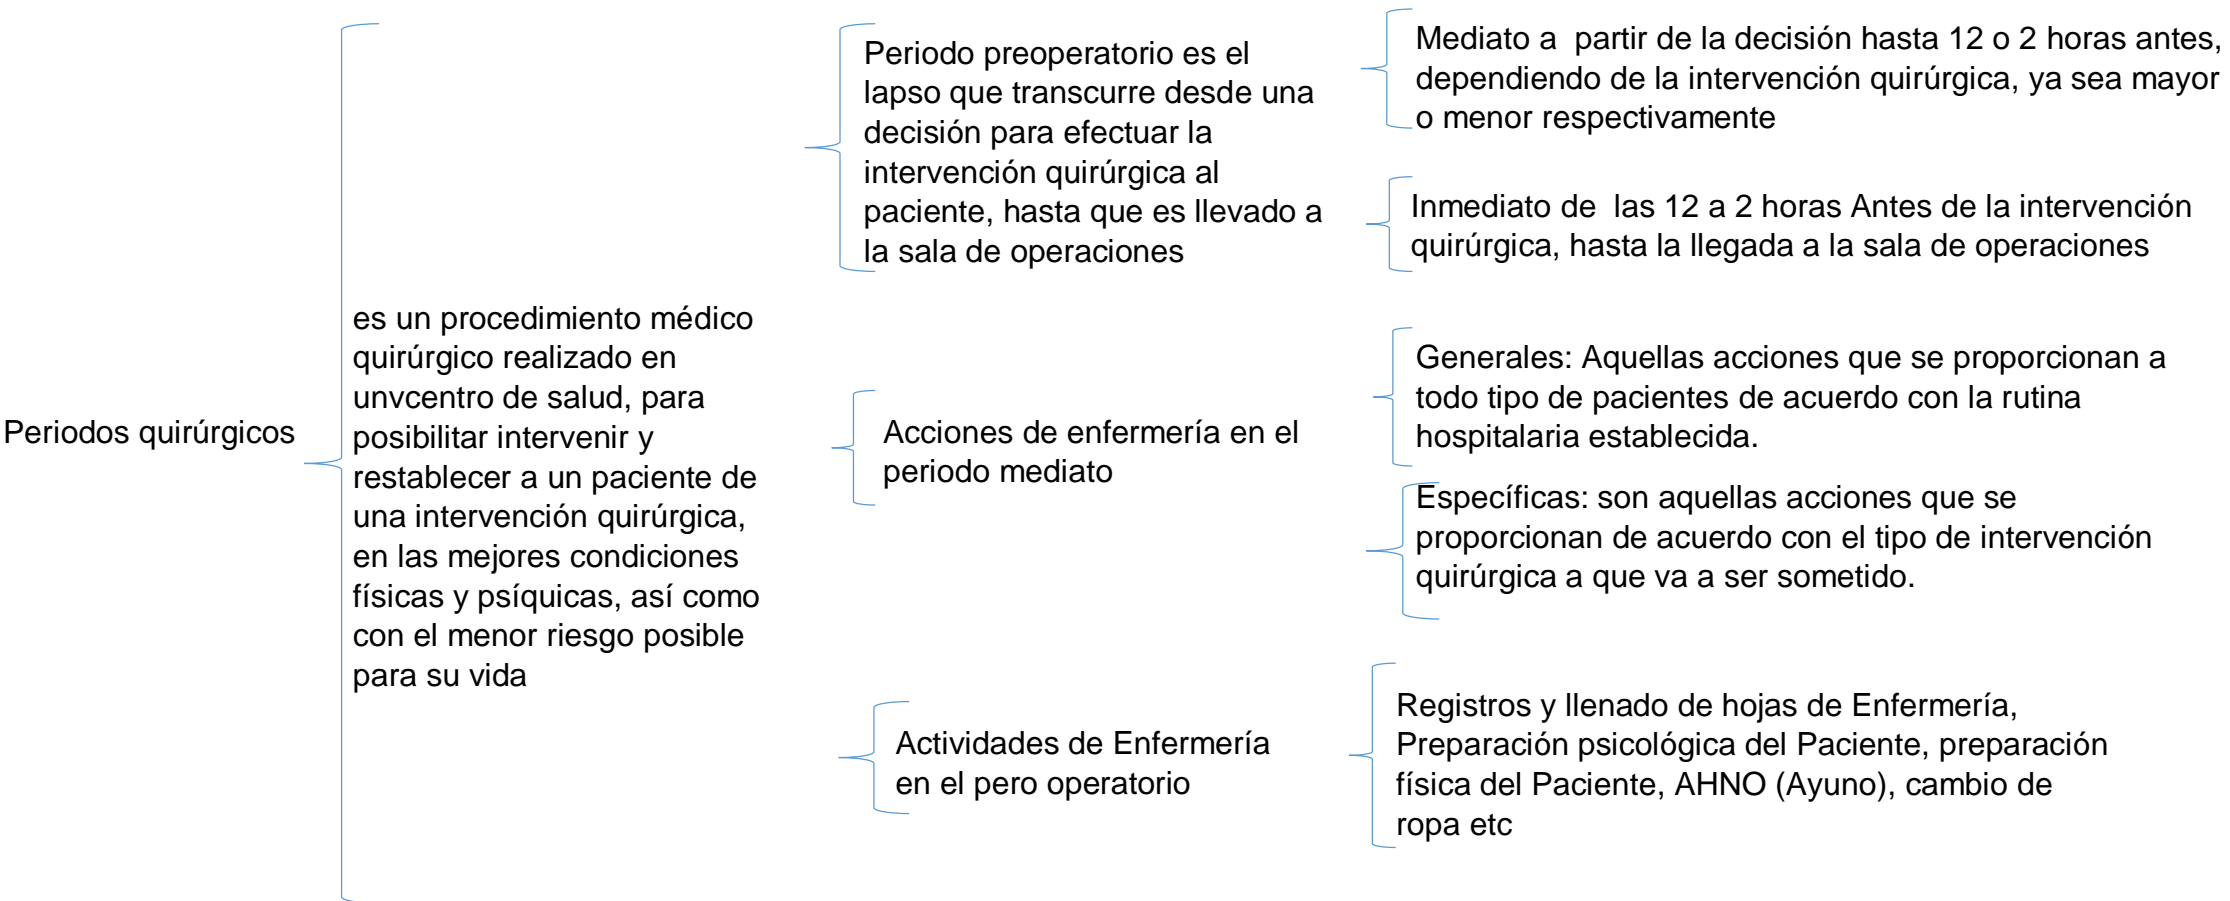 Periodos quirúrgicos
es un procedimiento médico
quirúrgico realizado en
unvcentro de salud, para
posibilitar intervenir y
restablecer a un paciente de
una intervención quirúrgica,
en las mejores condiciones
físicas y psíquicas, así como
con el menor riesgo posible
para su vida
Periodo preoperatorio es el
lapso que transcurre desde una
decisión para efectuar la
intervención quirúrgica al
paciente, hasta que es llevado a
la sala de operaciones
Mediato a  partir de la decisión hasta 12 o 2 horas antes,
dependiendo de la intervención quirúrgica, ya sea mayor
o menor respectivamente
Inmediato de  las 12 a 2 horas Antes de la intervención
quirúrgica, hasta la llegada a la sala de operaciones
Acciones de enfermería en el
periodo mediato
Generales: Aquellas acciones que se proporcionan a
todo tipo de pacientes de acuerdo con la rutina
hospitalaria establecida.
Específicas: son aquellas acciones que se
proporcionan de acuerdo con el tipo de intervención
quirúrgica a que va a ser sometido.
Actividades de Enfermería
en el pero operatorio
Registros y llenado de hojas de Enfermería,
Preparación psicológica del Paciente, preparación
física del Paciente, AHNO (Ayuno), cambio de
ropa etc